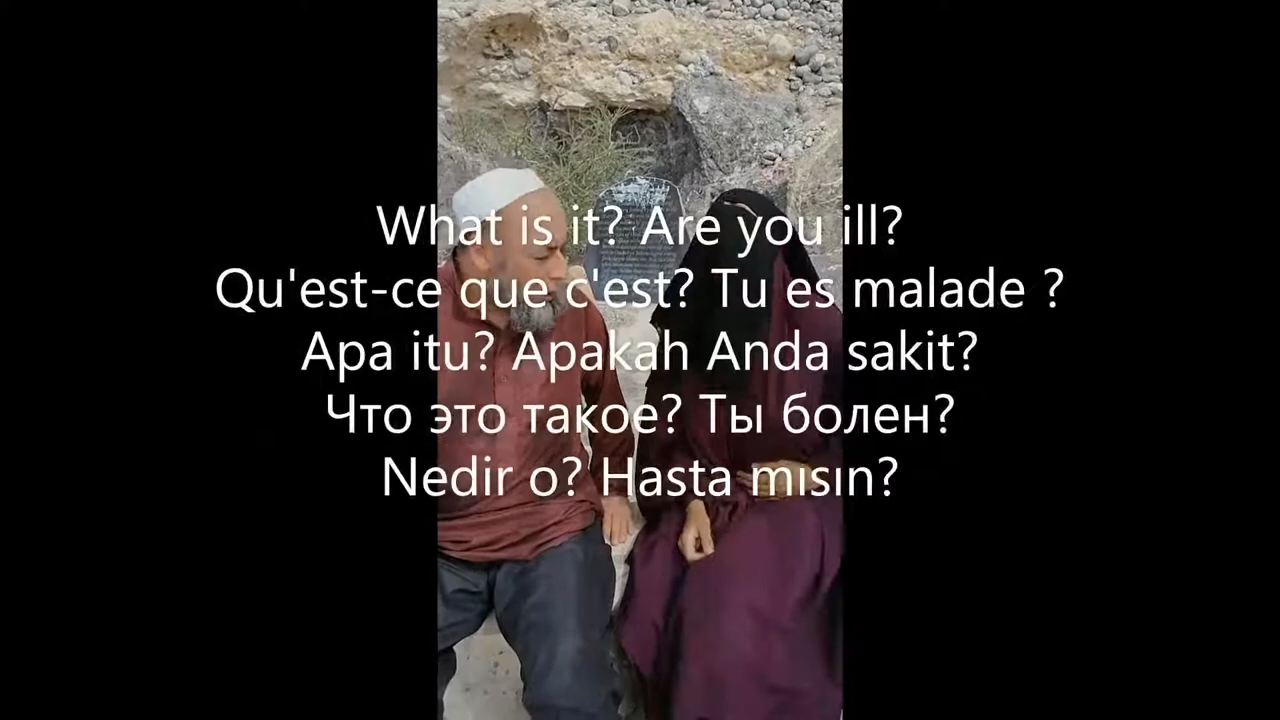 What is it? Are you ill?
Qu'est-ce que c'est? Tu es malade ?
Apa itu? Apakah Anda sakit?
Что это такое? Ты болен?
Nedir o? Hasta mısın?